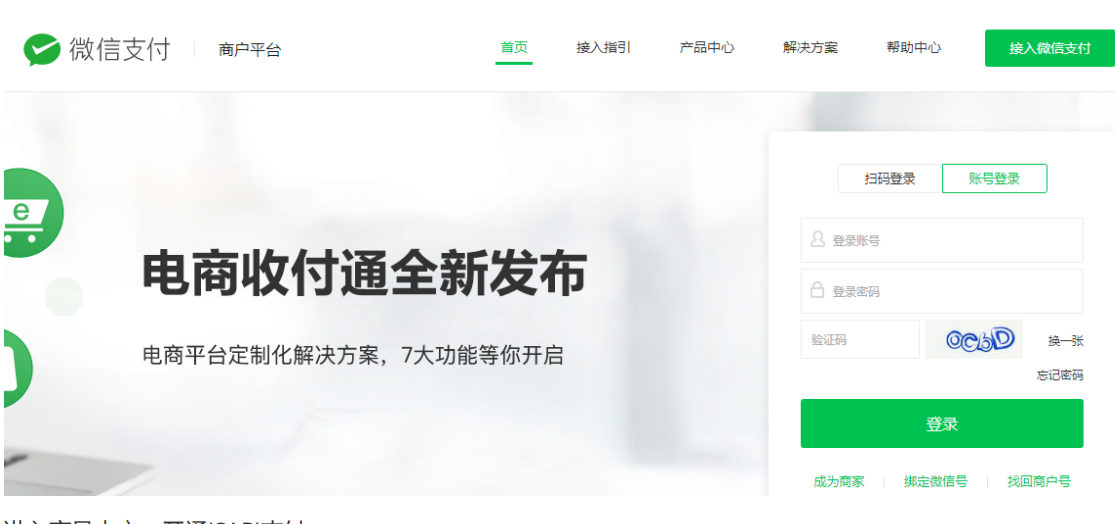 微信支付
商户平台
首页
接入指引
产品中心
解决方案
帮助中心
接入微信支付
e
扫码登录
账号登录
登录账号
电商收付通全新发布
登录密码
验证码
换一张
电商平台定制化解决方案，7大功能等你开启
忘记密码
登录
成为商家
绑定微信号
找回商户号